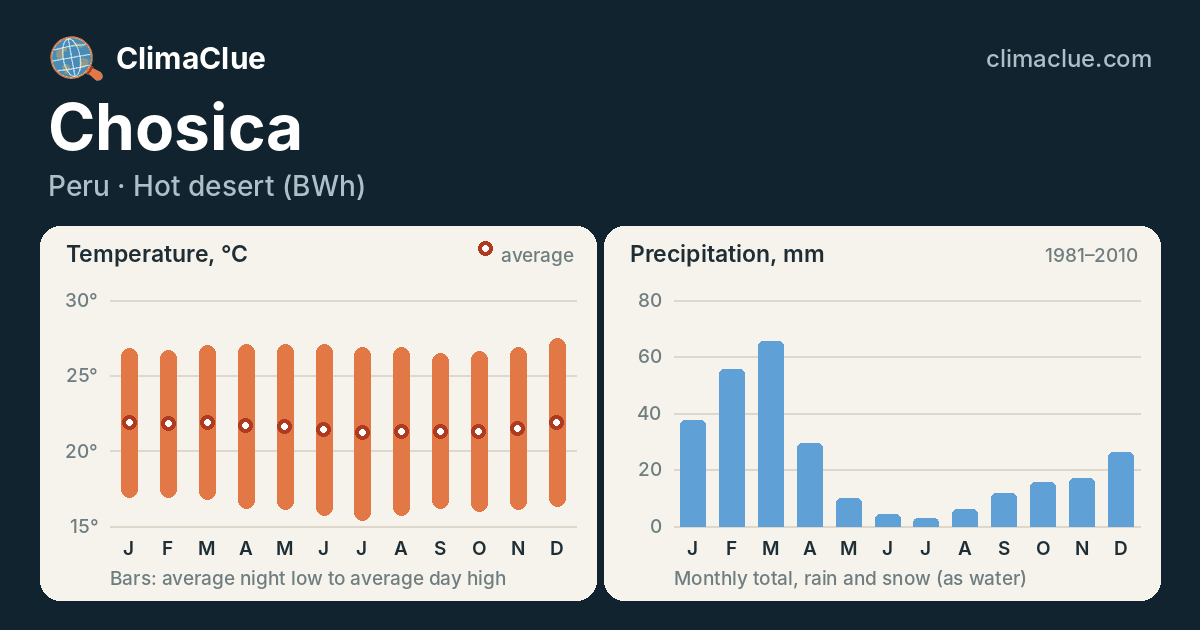 ClimaClue
climaclue.com
Chosica
Peru · Hot desert (BWh)
Temperature, °C
average
30°
25°
20°
15°
J F M A M J J A S O N D
Bars: average night low to average day high
Precipitation, mm
1981–2010
80
60
40
20
0
J F M A M J J A S O N D
Monthly total, rain and snow (as water)